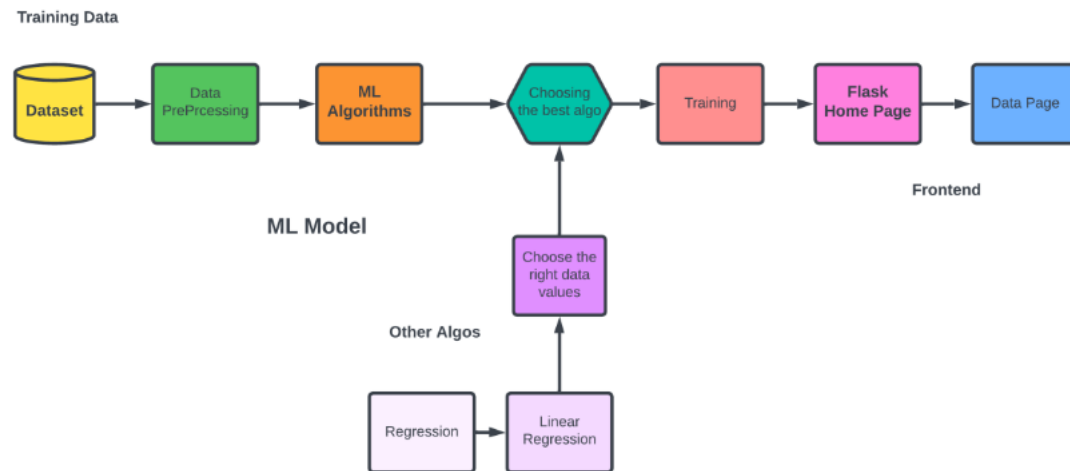 Training Data
Dataset
Data
PrePrcessing
ML
Algorithms
Choosing
the best algo
Training
Flask
Home Page
Data Page
Frontend
ML Model
Choose the
right data
values
Other Algos
Regression
Linear
Regression